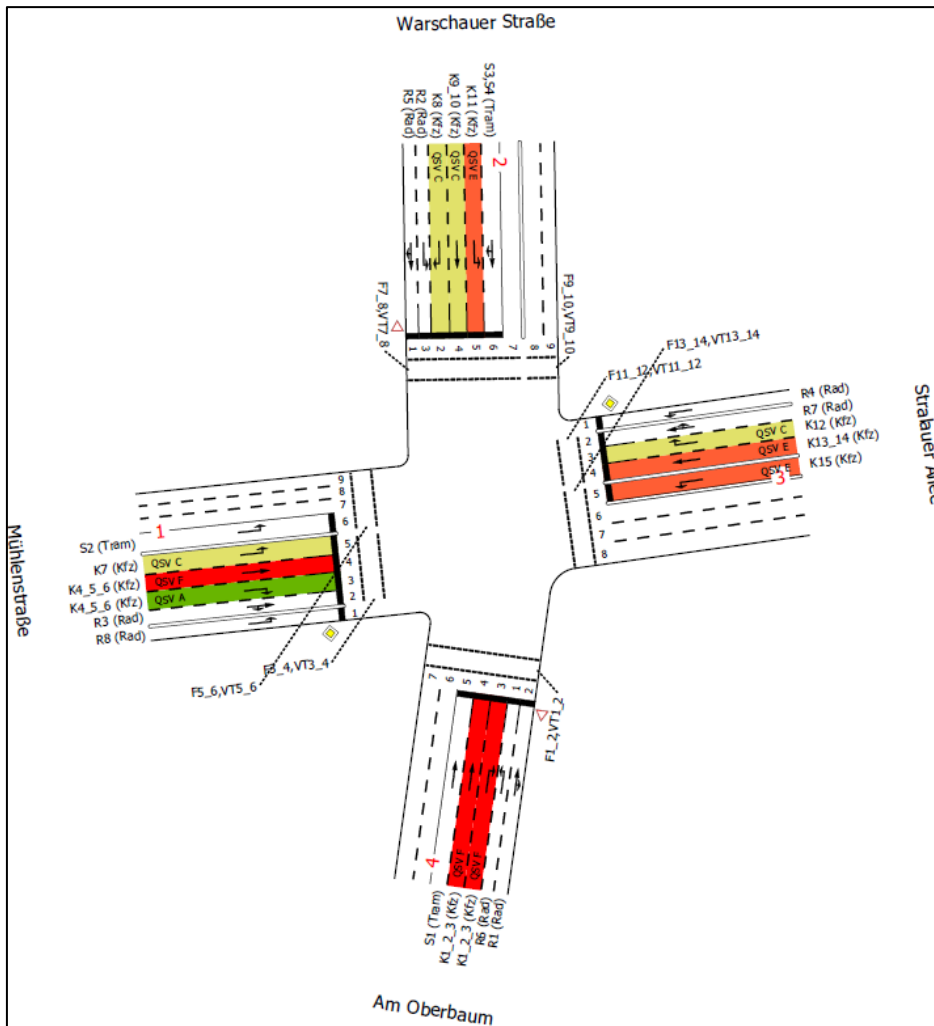 Warschauer Straße
R5 (Rad)
R2 (Rad)
K8 (Kfz)
K9_10 (Kfz)
K11 (Kfz)
S3,S4 (Tram)
QSV C
QSV C
QSV E
2
F7_8,VT7_8
F9_10,VT9_10
1 3 2 4 5 6 7 8 9
F13_14,VT13_14
F11_12,VT11_12
R4 (Rad)
R7 (Rad)
K12 (Kfz)
K13_14 (Kfz)
K15 (Kfz)
QSV C
QSV E
QSV E
3
1
2
3
4
5
6
7
8
Stralauer Allee
Mühlenstraße
1
9
8
7
6
5
4
3
2
1
S2 (Tram)
K7 (Kfz)
K4_5_6 (Kfz)
K4_5_6 (Kfz)
R3 (Rad)
R8 (Rad)
QSV C
QSV F
QSV A
F3_4,VT3_4
F5_6,VT5_6
7 6 5 4 3 1 2
F1_2,VT1_2
4
QSV F
QSV F
S1 (Tram)
K1_2_3 (Kfz)
K1_2_3 (Kfz)
R6 (Rad)
R1 (Rad)
Am Oberbaum